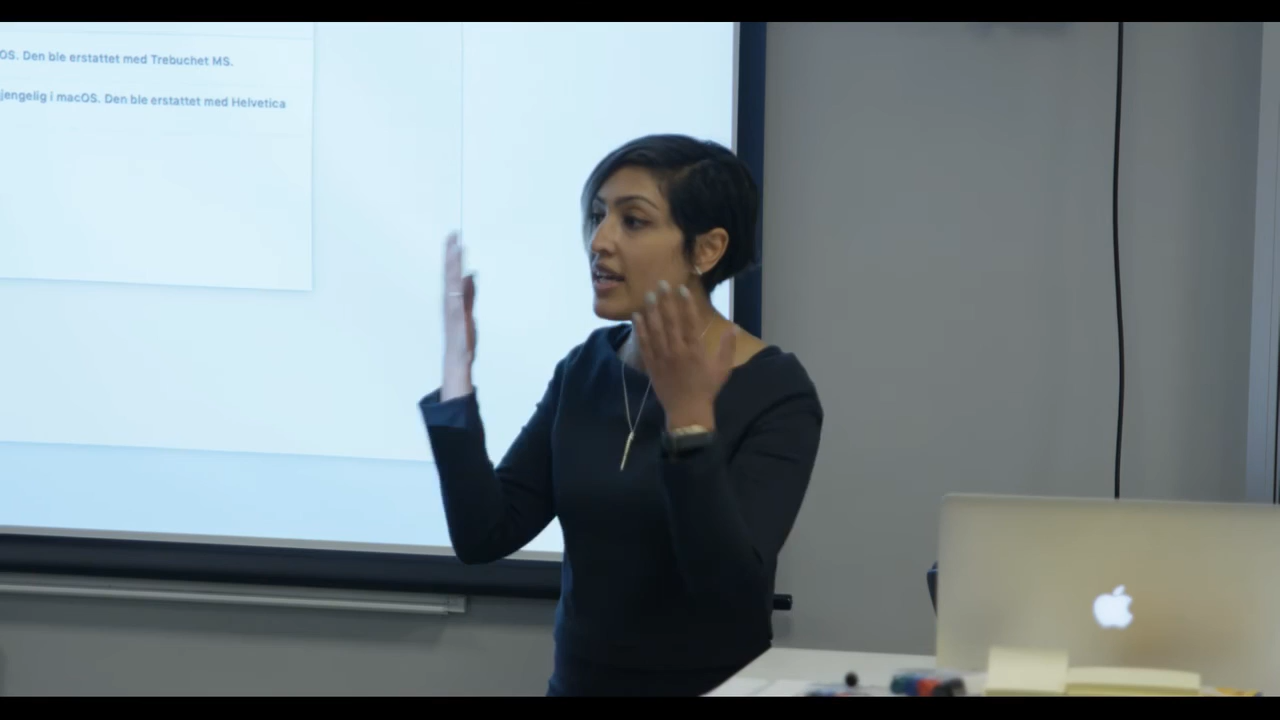 OS. Den ble erstattet med Trebuchet MS.
jengelig i macOS. Den ble erstattet med Helvetica